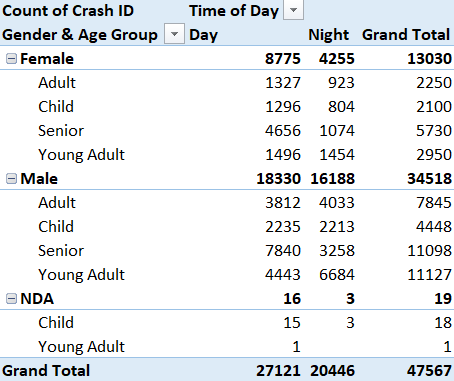 Count of Crash ID Time of Day
Gender & Age Group Day Night Grand Total
Female 8775 4255 13030
Adult 1327 923 2250
Child 1296 804 2100
Senior 4656 1074 5730
Young Adult 1496 1454 2950
Male 18330 16188 34518
Adult 3812 4033 7845
Child 2235 2213 4448
Senior 7840 3258 11098
Young Adult 4443 6684 11127
NDA 16 3 19
Child 15 3 18
Young Adult 1 1
Grand Total 27121 20446 47567